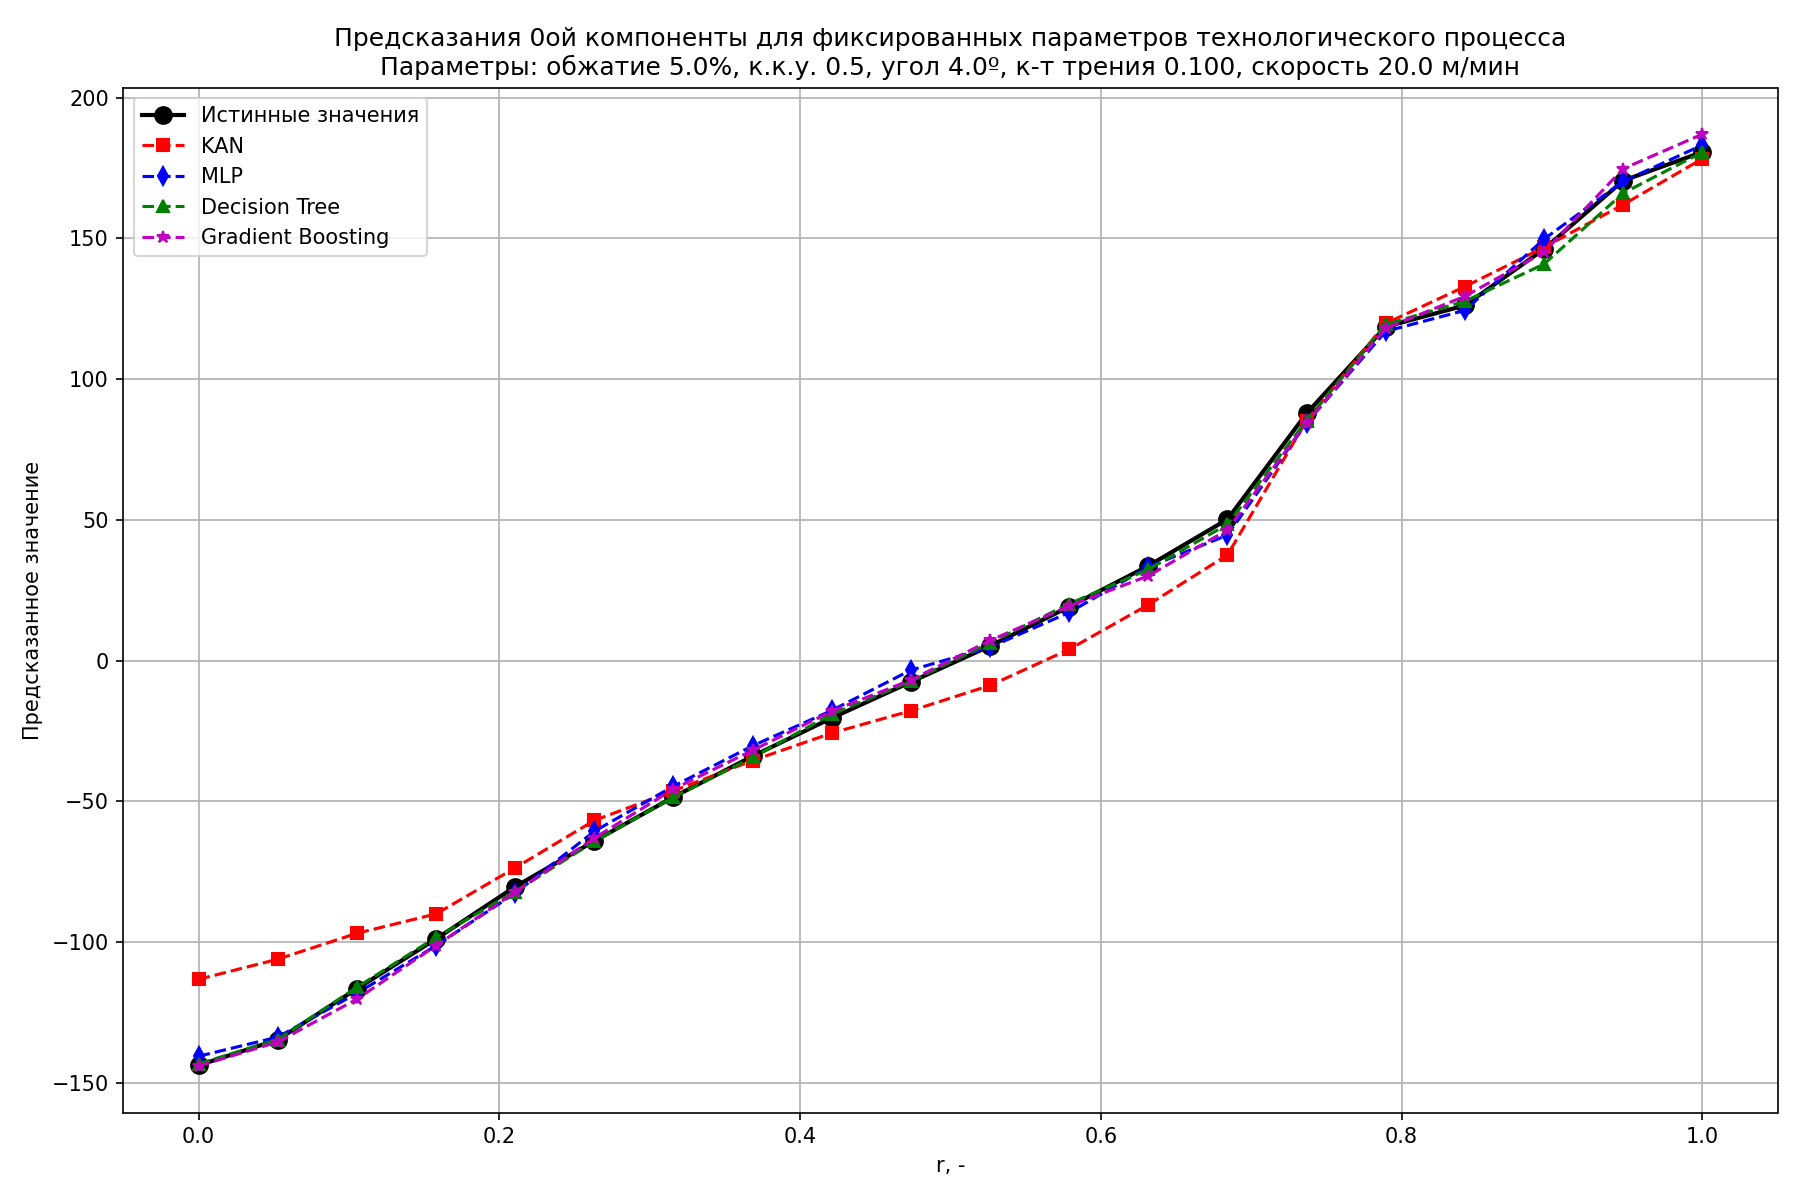 Предсказания 0ой компоненты для фиксированных параметров технологического процесса
Параметры: обжатие 5.0%, к.к.у. 0.5, угол 4.0º, к-т трения 0.100, скорость 20.0 м/мин
Истинные значения
KAN
MLP
Decision Tree
Gradient Boosting
Предсказанное значение
200
150
100
50
0
−50
−100
−150
0.0
0.2
0.4
0.6
0.8
1.0
r, -